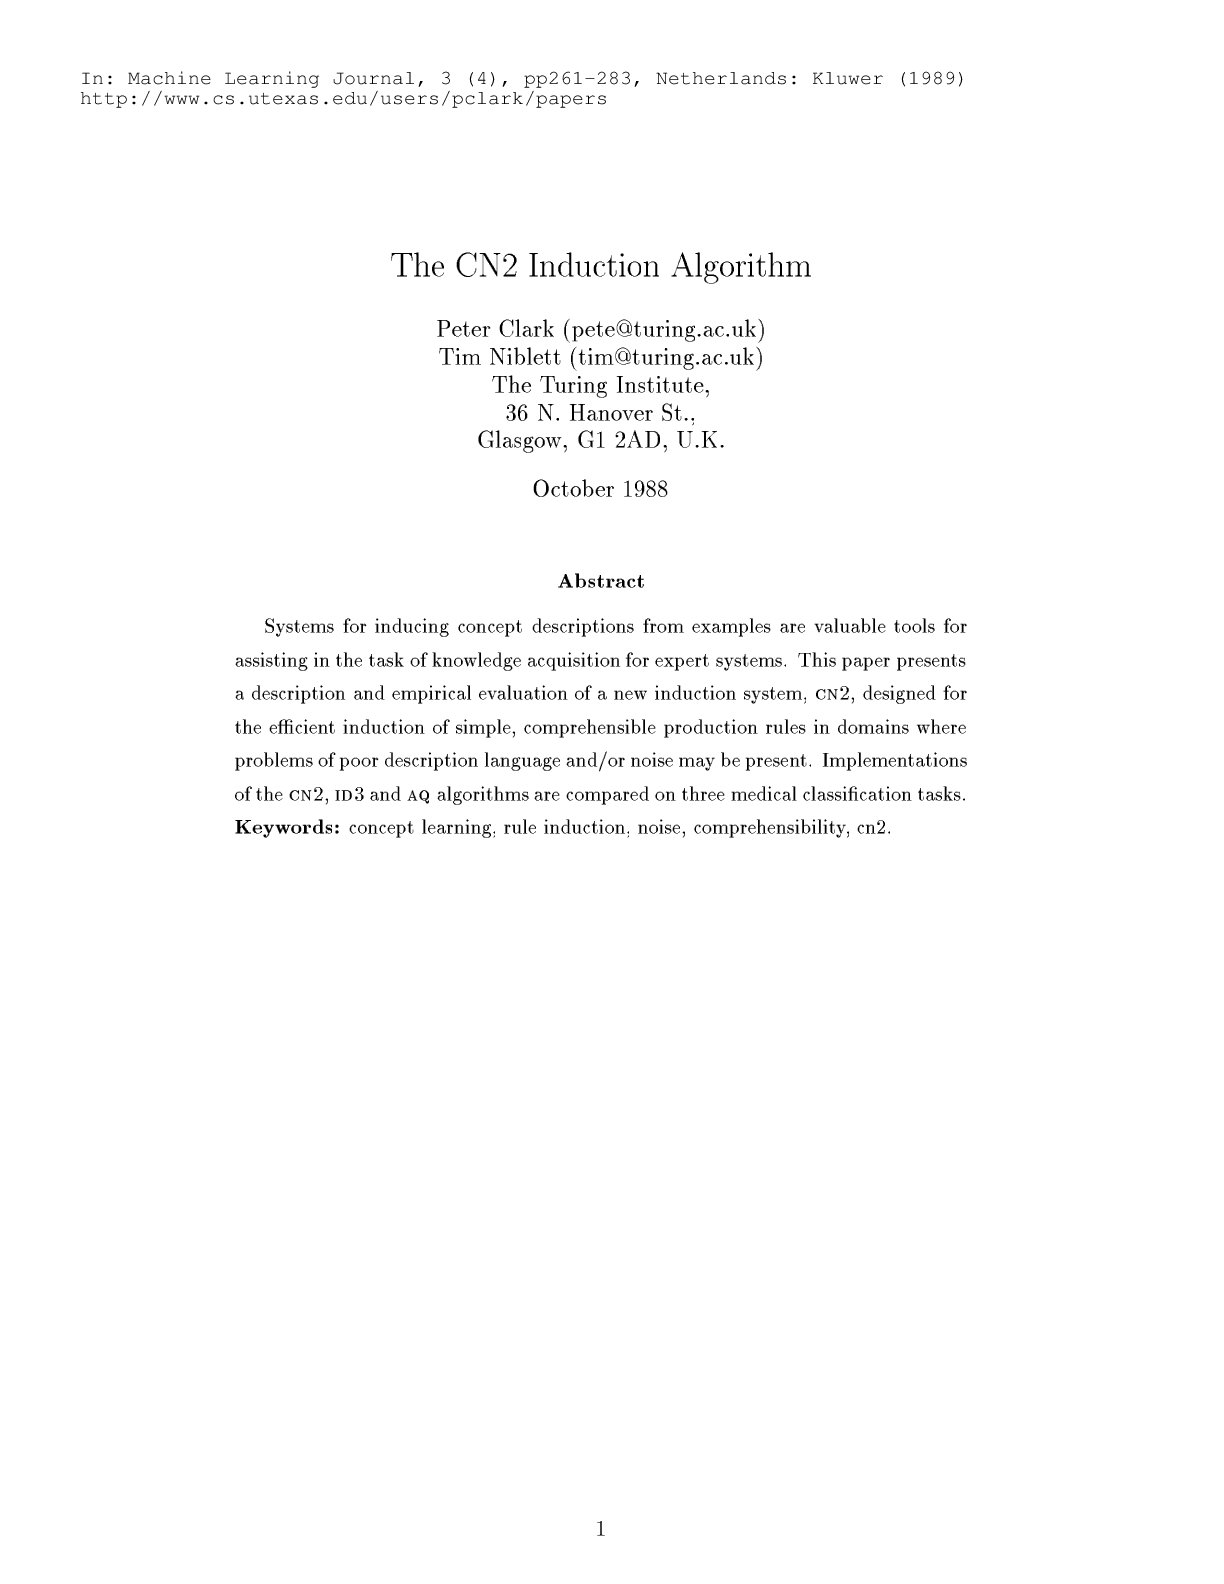 In: Machine Learning Journal, 3 (4), pp261-283, Netherlands: Kluwer (1989)
http://www.cs.utexas.edu/users/pclark/papers
The CN2 Induction Algorithm
Peter Clark (pete@turing.ac.uk)
Tim Niblett (tim@turing.ac.uk)
The Turing Institute,
36 N. Hanover St.,
Glasgow, G1 2AD, U.K.
October 1988
Abstract
Systems for inducing concept descriptions from examples are valuable tools for
assisting in the task of knowledge acquisition for expert systems. This paper presents
a description and empirical evaluation of a new induction system, CN2, designed for
the efficient induction of simple, comprehensible production rules in domains where
problems of poor description language and/or noise may be present. Implementations
of the CN2, ID3 and AQ algorithms are compared on three medical classification tasks.
Keywords: concept learning, rule induction, noise, comprehensibility, cn2.
1